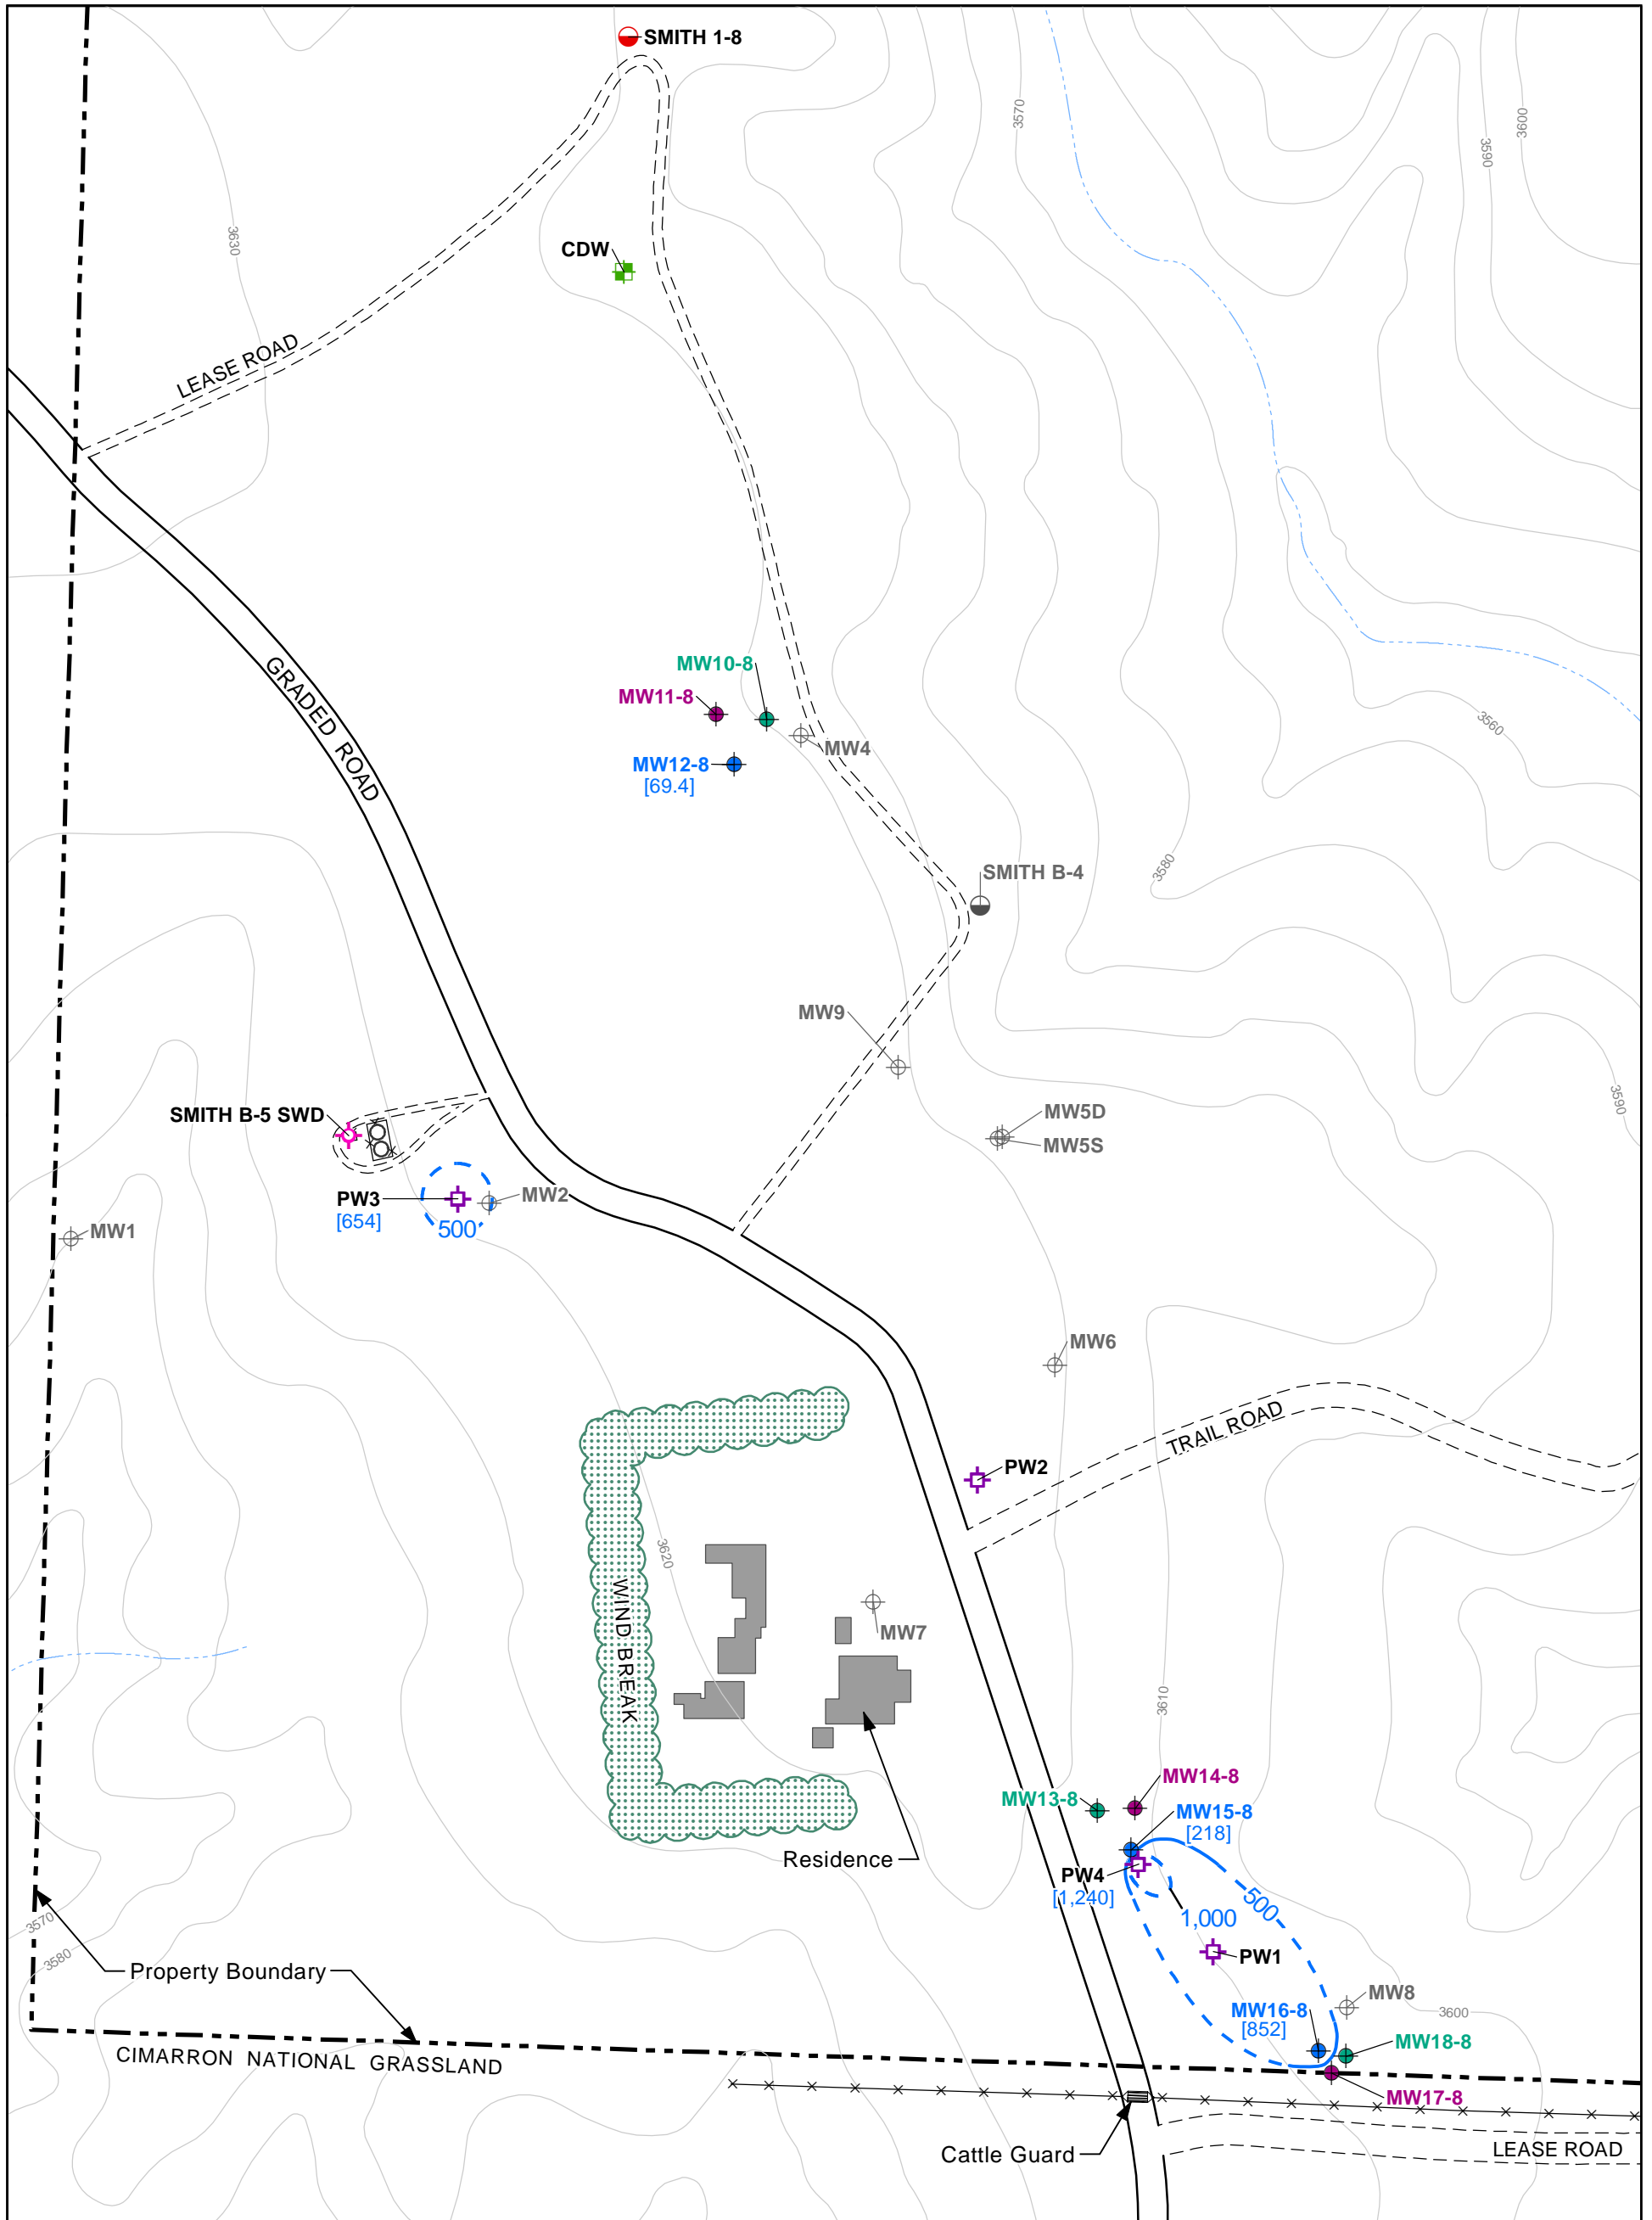 SMITH 1-8
3570
3600
3590
3630
CDW
LEASE ROAD
GRADED ROAD
MW10-8
MW11-8
MW4
MW12-8
[69.4]
3560
3580
SMITH B-4
MW9
3590
MW5D
MW5S
SMITH B-5 SWD
PW3
[654]
500
MW2
MW1
MW6
TRAIL ROAD
PW2
3620
WIND BREAK
MW7
3610
MW14-8
MW13-8
MW15-8
[218]
Residence
PW4
[1,240]
500
1,000
PW1
3570
3580
Property Boundary
MW8
3600
MW16-8
[852]
MW18-8
CIMARRON NATIONAL GRASSLAND
MW17-8
Cattle Guard
LEASE ROAD